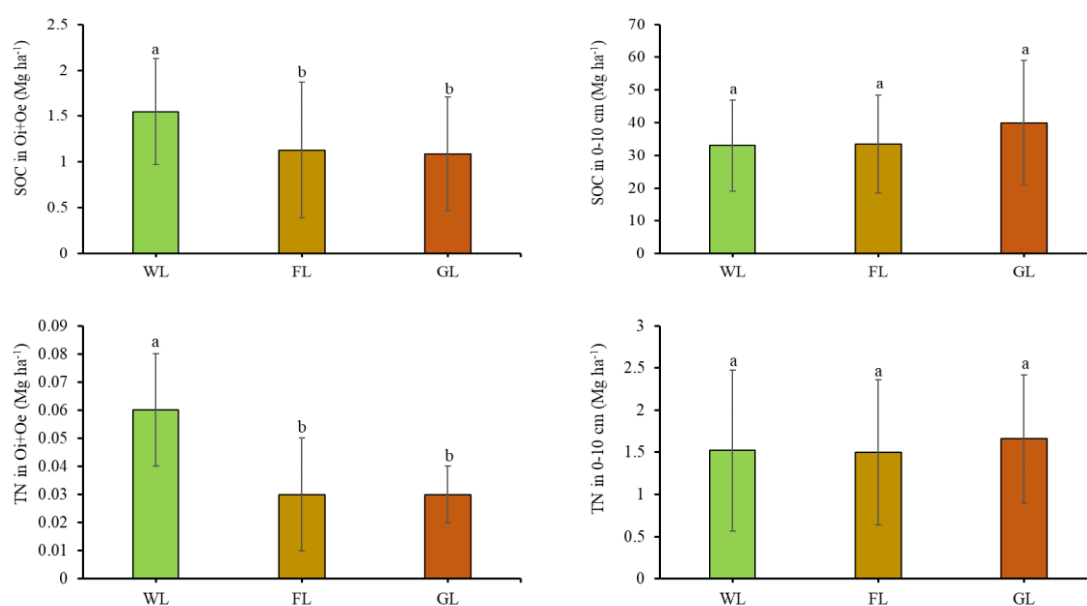 SOC in Oi+Oe (Mg ha⁻¹)
2.5
2
1.5
1
0.5
0
a
b
b
WL
FL
GL
SOC in 0-10 cm (Mg ha⁻¹)
70
60
50
40
30
20
10
0
a
a
a
WL
FL
GL
TN in Oi+Oe (Mg ha⁻¹)
0.09
0.08
0.07
0.06
0.05
0.04
0.03
0.02
0.01
0
a
b
b
WL
FL
GL
TN in 0-10 cm (Mg ha⁻¹)
3
2.5
2
1.5
1
0.5
0
a
a
a
WL
FL
GL